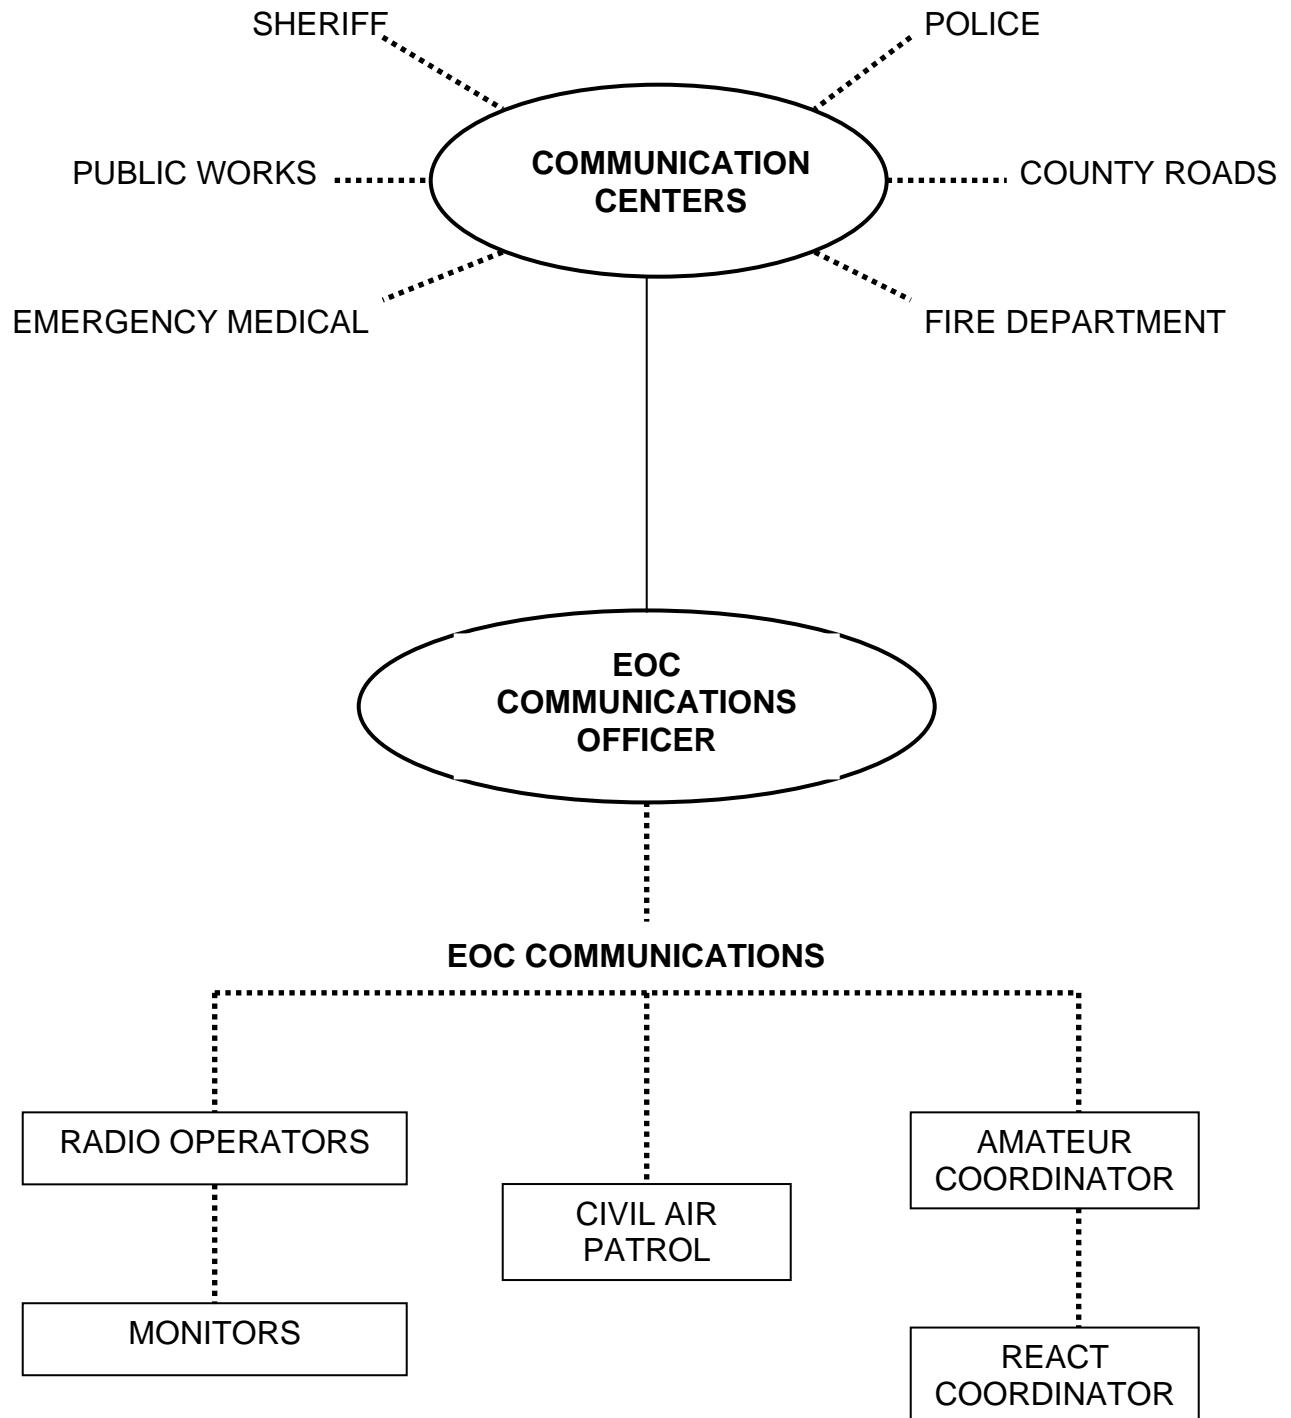 SHERIFF
POLICE
COMMUNICATION
CENTERS
PUBLIC WORKS
COUNTY ROADS
EMERGENCY MEDICAL
FIRE DEPARTMENT
EOC
COMMUNICATIONS
OFFICER
EOC COMMUNICATIONS
RADIO OPERATORS
CIVIL AIR
PATROL
AMATEUR
COORDINATOR
MONITORS
REACT
COORDINATOR